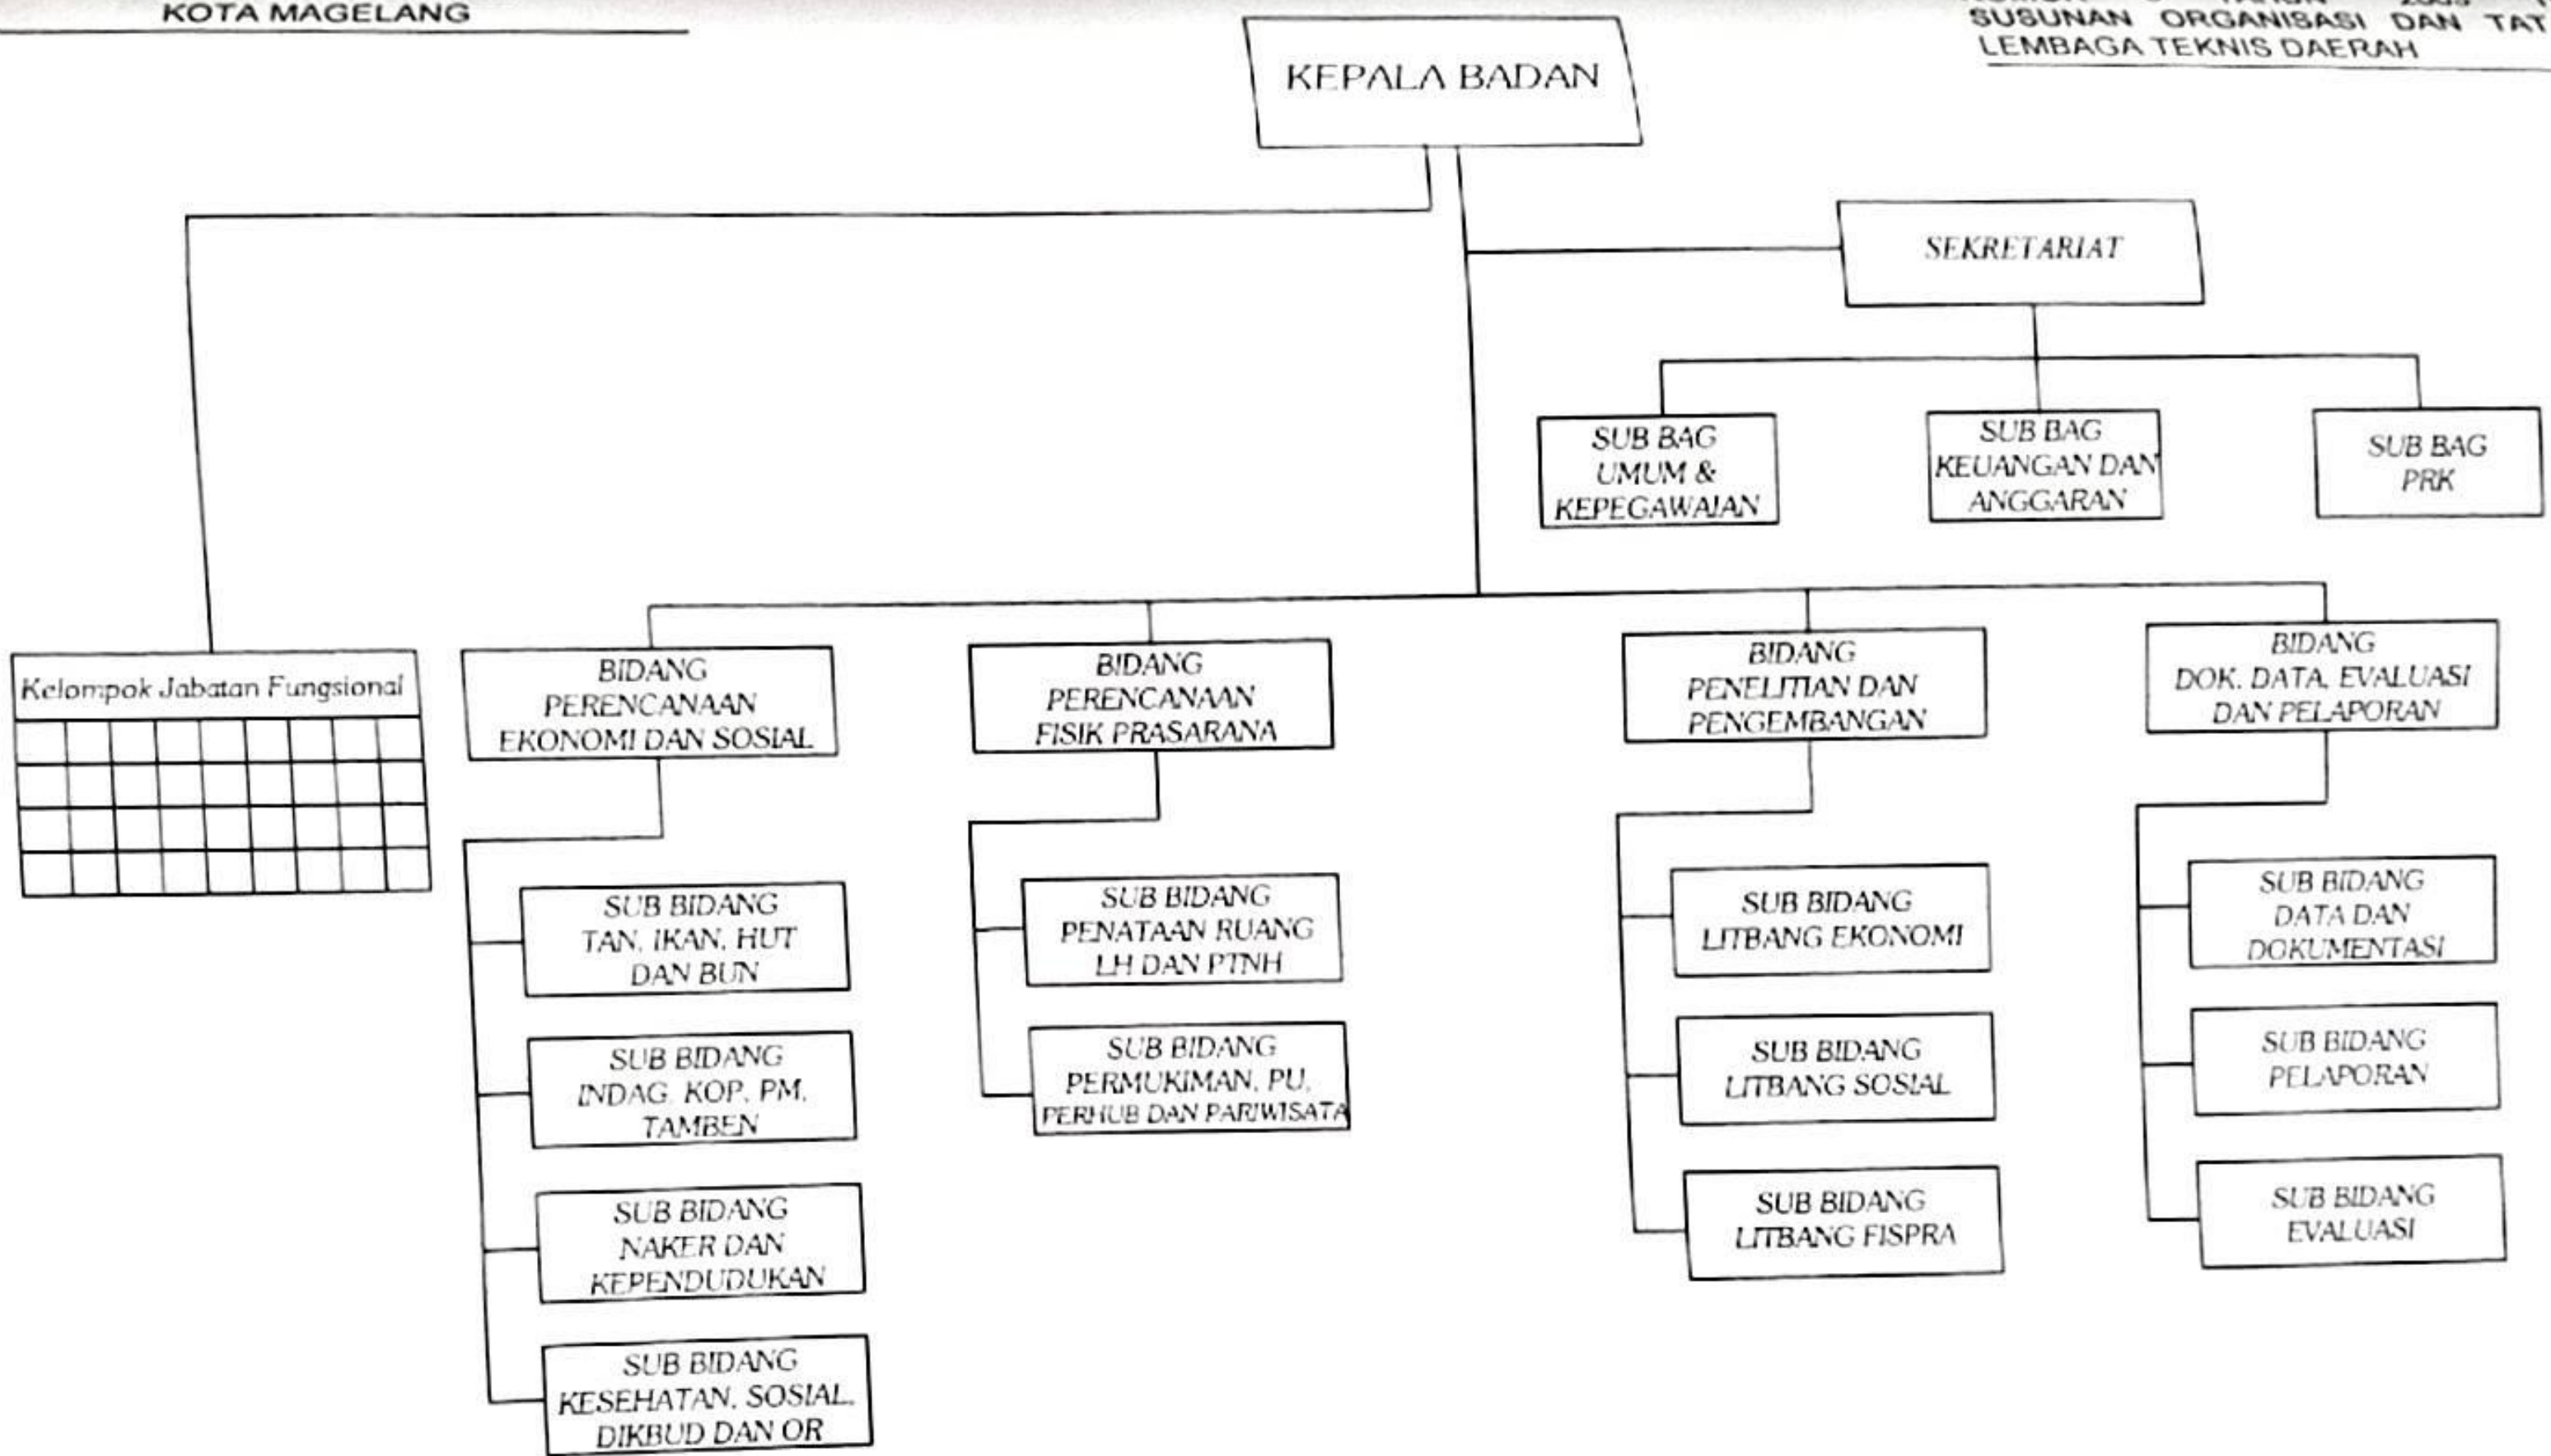 KOTA MAGELANG
SUSUNAN ORGANISASI DAN TAT
LEMBAGA TEKNIS DAERAH
KEPALA BADAN
SEKRETARIAT
SUB BAG
UMUM &
KEPEGAWAIAN
SUB BAG
KEUANGAN DAN
ANGGARAN
SUB BAG
PRK
Kelompok Jabatan Fungsional
BIDANG
PERENCANAAN
EKONOMI DAN SOSIAL
BIDANG
PERENCANAAN
FISIK PRASARANA
BIDANG
PENELITIAN DAN
PENGEMBANGAN
BIDANG
DOK. DATA, EVALUASI
DAN PELAPORAN
SUB BIDANG
TAN, IKAN, HUT
DAN BUN
SUB BIDANG
INDAG, KOP, PM,
TAMBEN
SUB BIDANG
NAKER DAN
KEPENDUDUKAN
SUB BIDANG
KESEHATAN, SOSIAL,
DIKBUD DAN OR
SUB BIDANG
PENATAAN RUANG
LH DAN PTNH
SUB BIDANG
PERMUKIMAN, PU,
PERHUB DAN PARIWISATA
SUB BIDANG
LITBANG EKONOMI
SUB BIDANG
LITBANG SOSIAL
SUB BIDANG
LITBANG FISPRA
SUB BIDANG
DATA DAN
DOKUMENTASI
SUB BIDANG
PELAPORAN
SUB BIDANG
EVALUASI